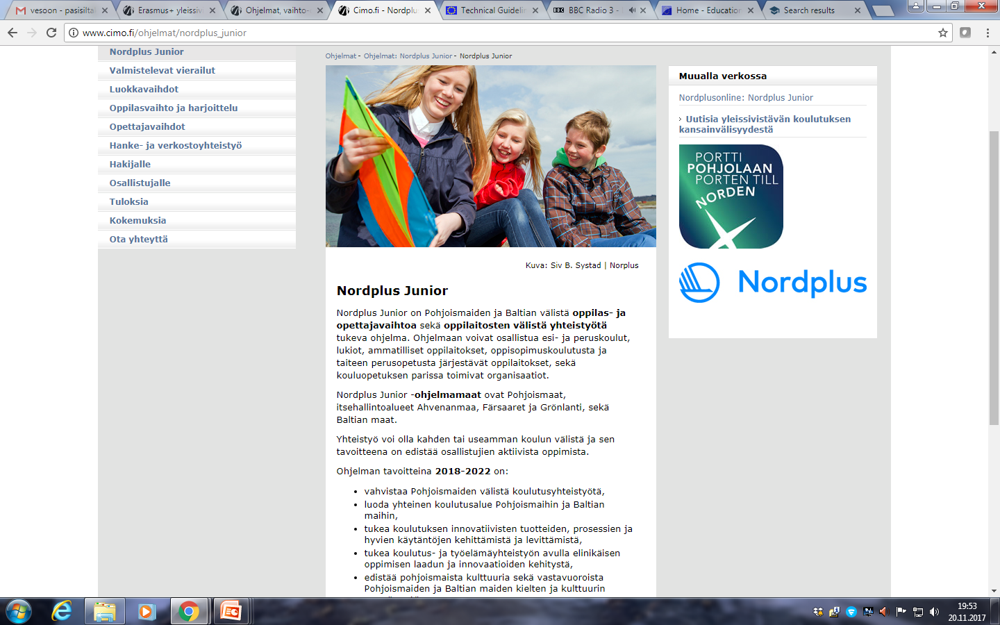 vesoon - pasisiltal
Erasmus+ yleissivi
Ohjelmat, vaihto-
Cimo.fi - Nordplus
Technical Guidelin
BBC Radio 3 -
Home - Education
Search results
www.cimo.fi/ohjelmat/nordplus_junior
Nordplus Junior
Valmistelevat vierailut
Luokkavaihdot
Oppilasvaihto ja harjoittelu
Opettajavaihdot
Hanke- ja verkostoyhteistyö
Hakijalle
Osallistujalle
Tuloksia
Kokemuksia
Ota yhteyttä
Ohjelmat - Ohjelmat: Nordplus Junior - Nordplus Junior
Kuva: Siv B. Systad | Norplus
Nordplus Junior
Nordplus Junior on Pohjoismaiden ja Baltian välistä oppilas- ja
opettajavaihtoa sekä oppilaitosten välistä yhteistyötä
tukeva ohjelma. Ohjelmaan voivat osallistua esi- ja peruskoulut,
lukiot, ammatilliset oppilaitokset, oppisopimuskoulutusta ja
taiteen perusopetusta järjestävät oppilaitokset, sekä
kouluopetuksen parissa toimivat organisaatiot.
Nordplus Junior -ohjelmamaat ovat Pohjoismaat,
itsehallintoalueet Ahvenanmaa, Färsaaret ja Grönlanti, sekä
Baltian maat.
Yhteistyö voi olla kahden tai useamman koulun välistä ja sen
tavoitteena on edistää osallistujien aktiivista oppimista.
Ohjelman tavoitteina 2018-2022 on:
• vahvistaa Pohjoismaiden välistä koulutusyhteistyötä,
• luoda yhteinen koulutusalue Pohjoismaihin ja Baltian
maihin,
• tukea koulutuksen innovatiivisten tuotteiden, prosessien ja
hyvien käytäntöjen kehittämistä ja levittämistä,
• tukea koulutus- ja työelämäyhteistyön avulla elinikäisen
oppimisen laadun ja innovaatioiden kehitystä,
• edistää pohjoismaista kulttuuria sekä vastavuoroista
Pohjoismaiden ja Baltian maiden kielten ja kulttuurin
Muualla verkossa
Nordplusonline: Nordplus Junior
Uutisia yleissivistävän koulutuksen
kansainvälisyydestä
PORTTI
POHJOLAAN
PORTEN TILL
NORDEN
Nordplus
19:53
20.11.2017